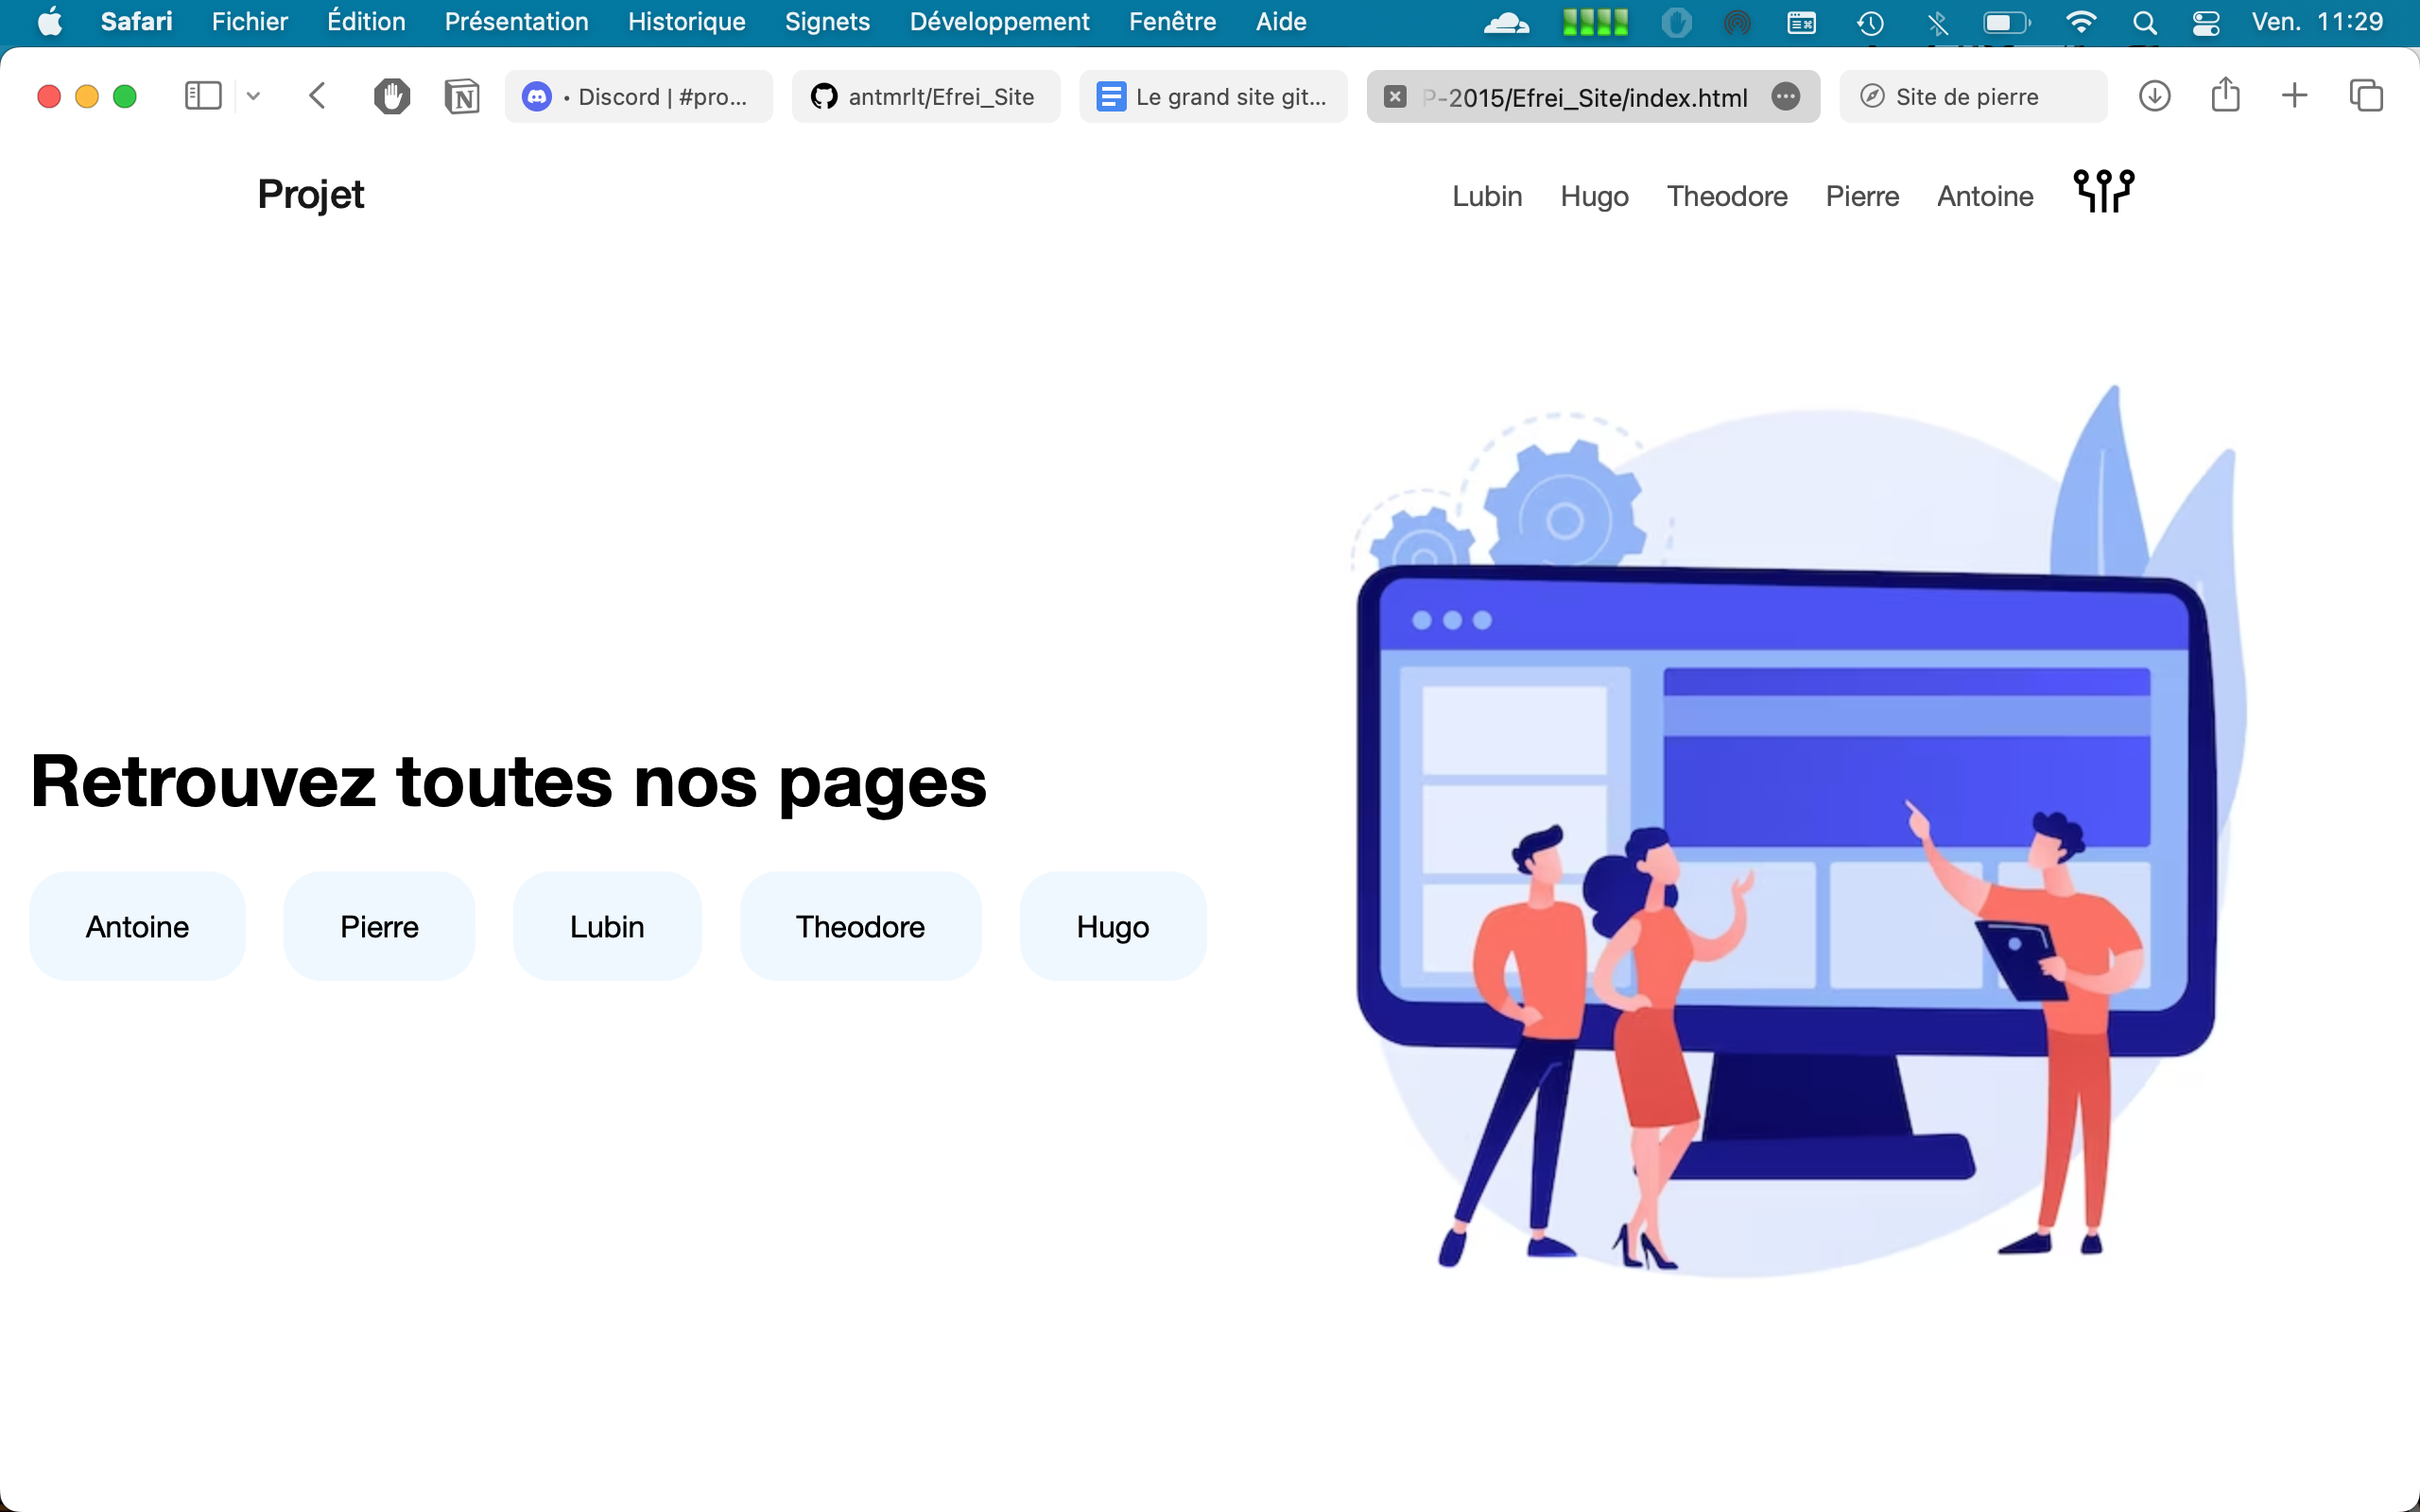 Safari Fichier Édition Présentation Historique Signets Développement Fenêtre Aide Ven. 11:29
• Discord | #pro... antmrlt/Efrei_Site Le grand site git... P-2015/Efrei_Site/index.html Site de pierre
Projet Lubin Hugo Theodore Pierre Antoine
Retrouvez toutes nos pages
Antoine Pierre Lubin Theodore Hugo